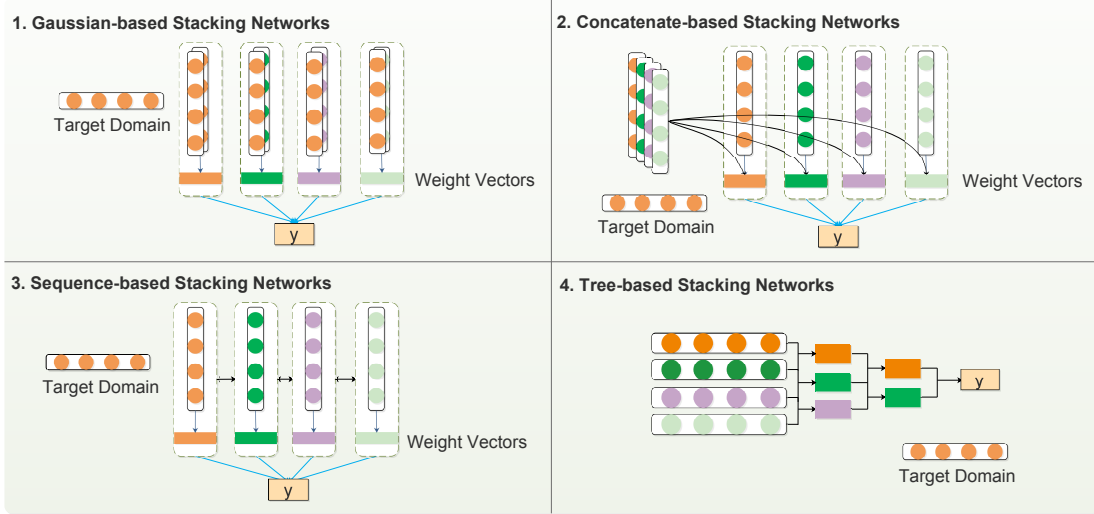 1. Gaussian-based Stacking Networks
Target Domain
Weight Vectors
y
2. Concatenate-based Stacking Networks
Weight Vectors
Target Domain
y
3. Sequence-based Stacking Networks
Target Domain
Weight Vectors
y
4. Tree-based Stacking Networks
y
Target Domain